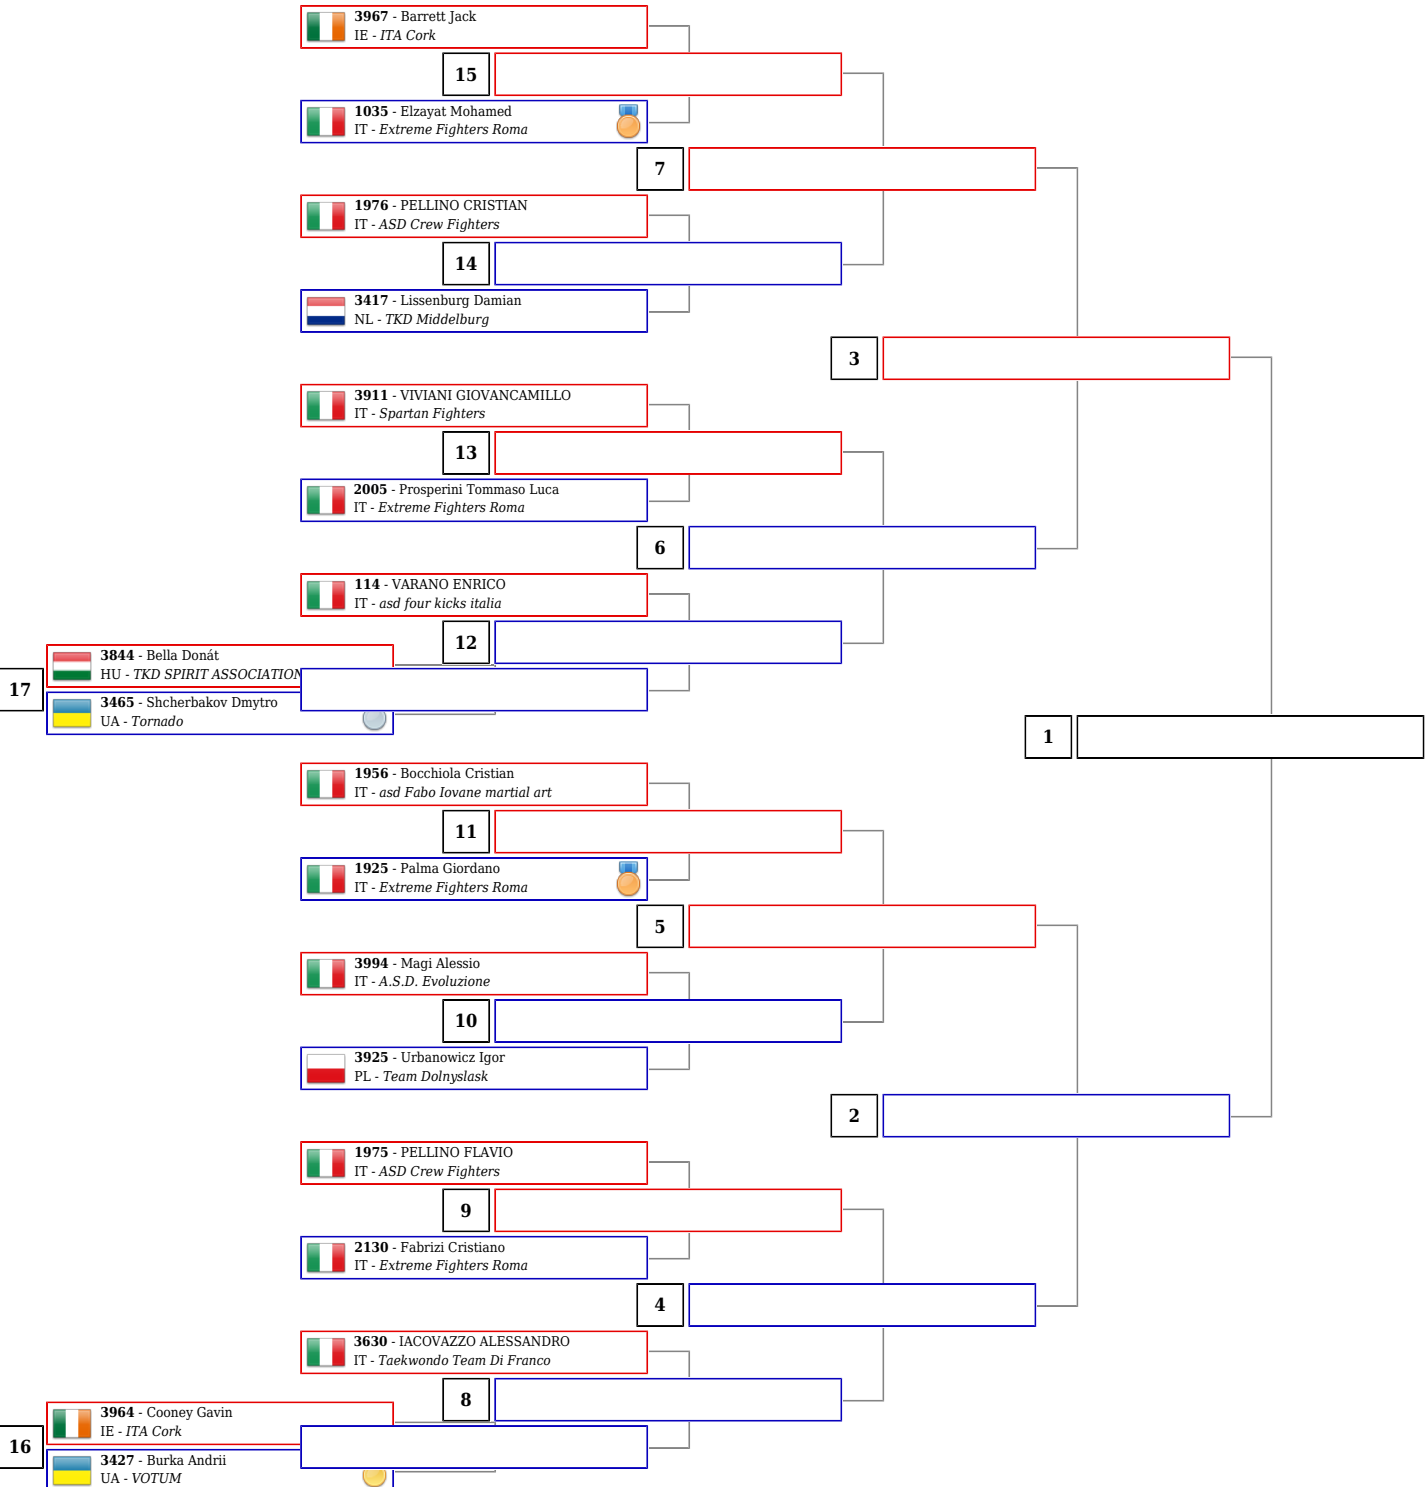 3967 - Barrett Jack
IE - ITA Cork
15
1035 - Elzayat Mohamed
IT - Extreme Fighters Roma
7
1976 - PELLINO CRISTIAN
IT - ASD Crew Fighters
14
3417 - Lissenburg Damian
NL - TKD Middelburg
3
3911 - VIVIANI GIOVANCAMILLO
IT - Spartan Fighters
13
2005 - Prosperini Tommaso Luca
IT - Extreme Fighters Roma
6
114 - VARANO ENRICO
IT - asd four kicks italia
12
3844 - Bella Donát
HU - TKD SPIRIT ASSOCIATION
17
3465 - Shcherbakov Dmytro
UA - Tornado
1
1956 - Bocchiola Cristian
IT - asd Fabo Iovane martial art
11
1925 - Palma Giordano
IT - Extreme Fighters Roma
5
3994 - Magi Alessio
IT - A.S.D. Evoluzione
10
3925 - Urbanowicz Igor
PL - Team Dolnyslask
2
1975 - PELLINO FLAVIO
IT - ASD Crew Fighters
9
2130 - Fabrizi Cristiano
IT - Extreme Fighters Roma
4
3630 - IACOVAZZO ALESSANDRO
IT - Taekwondo Team Di Franco
8
3964 - Cooney Gavin
IE - ITA Cork
16
3427 - Burka Andrii
UA - VOTUM